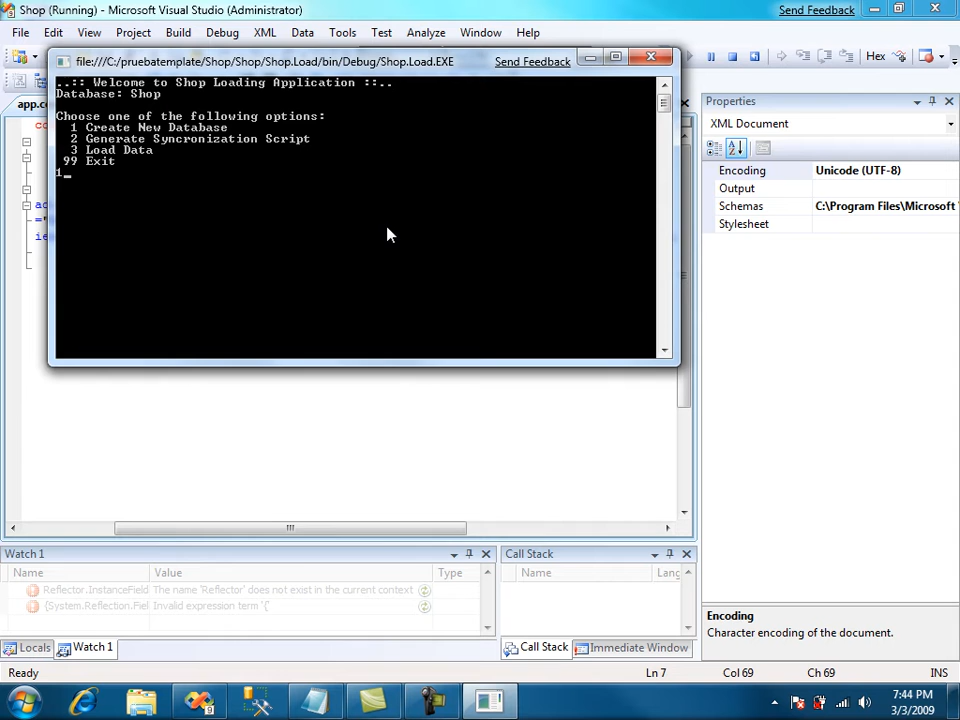 Shop (Running) - Microsoft Visual Studio (Administrator)
Send Feedback
File Edit View Project Build Debug XML Data Tools Test Analyze Window Help
file:///C:/pruebatemplate/Shop/Shop/Shop.Load/bin/Debug/Shop.Load.EXE
Send Feedback
Hex
..:: Welcome to Shop Loading Application ::..
Database: Shop
Choose one of the following options:
1 Create New Database
2 Generate Syncronization Script
3 Load Data
99 Exit
1_
app.c
Properties
XML Document
Encoding Unicode (UTF-8)
Output
Schemas C:\Program Files\Microsoft
Stylesheet
Encoding
Character encoding of the document.
Watch 1
Name Value Type
Reflector.InstanceField The name 'Reflector' does not exist in the current context
{System.Reflection.Fiel Invalid expression term '{'
Locals Watch 1
Call Stack
Name Lang
Call Stack Immediate Window
Ready Ln 7 Col 69 Ch 69 INS
7:44 PM
3/3/2009